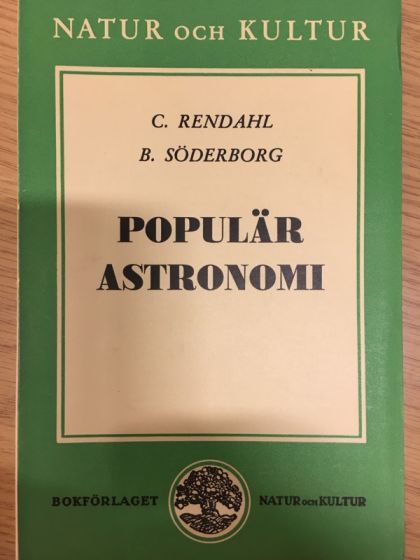 NATUR OCH KULTUR
C. RENDAHL
B. SÖDERBORG
POPULÄR
ASTRONOMI
BOKFÖRLAGET NATUR OCH KULTUR